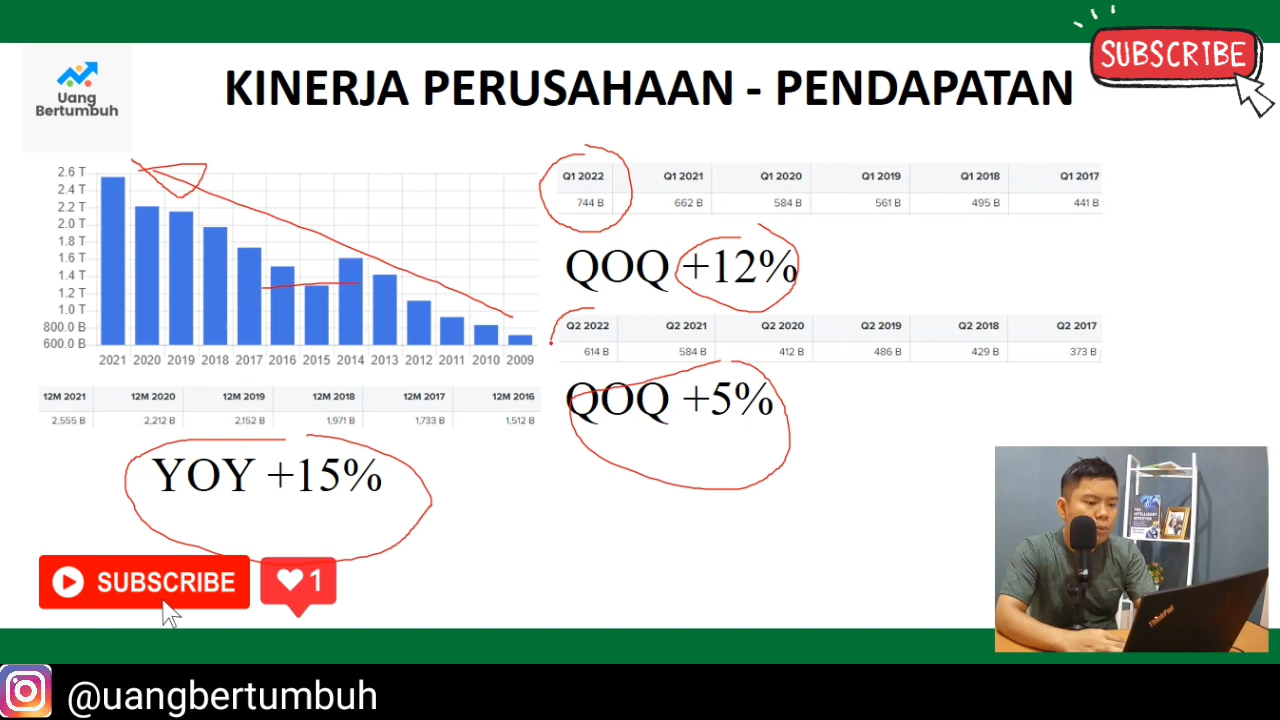 SUBSCRIBE
Uang
Bertumbuh
KINERJA PERUSAHAAN - PENDAPATAN
2.6 T
2.4 T
2.2 T
2.0 T
1.8 T
1.6 T
1.4 T
1.2 T
1.0 T
800.0 B
600.0 B
2021 2020 2019 2018 2017 2016 2015 2014 2013 2012 2011 2010 2009
12M 2021 12M 2020 12M 2019 12M 2018 12M 2017 12M 2016
2,555 B 2,212 B 2,152 B 1,971 B 1,733 B 1,512 B
YOY +15%
Q1 2022 Q1 2021 Q1 2020 Q1 2019 Q1 2018 Q1 2017
744 B 662 B 584 B 561 B 495 B 441 B
QOQ +12%
Q2 2022 Q2 2021 Q2 2020 Q2 2019 Q2 2018 Q2 2017
614 B 584 B 412 B 486 B 429 B 373 B
QOQ +5%
THE
INTELLIGENT
INVESTOR
ThinkPad
SUBSCRIBE
1
@uangbertumbuh